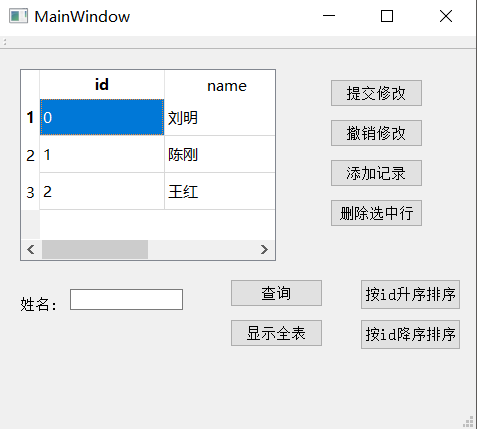 MainWindow
id name
1 0 刘明
2 1 陈刚
3 2 王红
提交修改
撤销修改
添加记录
删除选中行
姓名：
查询
按id升序排序
显示全表
按id降序排序